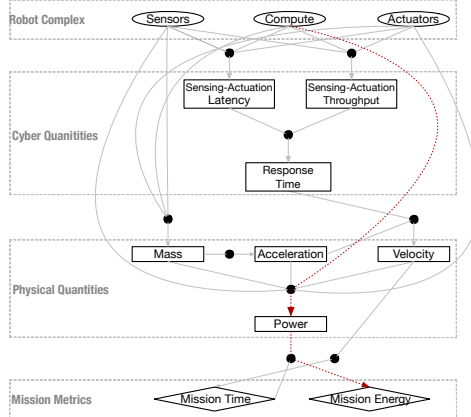 Robot Complex
Sensors
Compute
Actuators
Sensing-Actuation
Latency
Sensing-Actuation
Throughput
Cyber Quanitities
Response
Time
Mass
Acceleration
Velocity
Physical Quantities
Power
Mission Metrics
Mission Time
Mission Energy